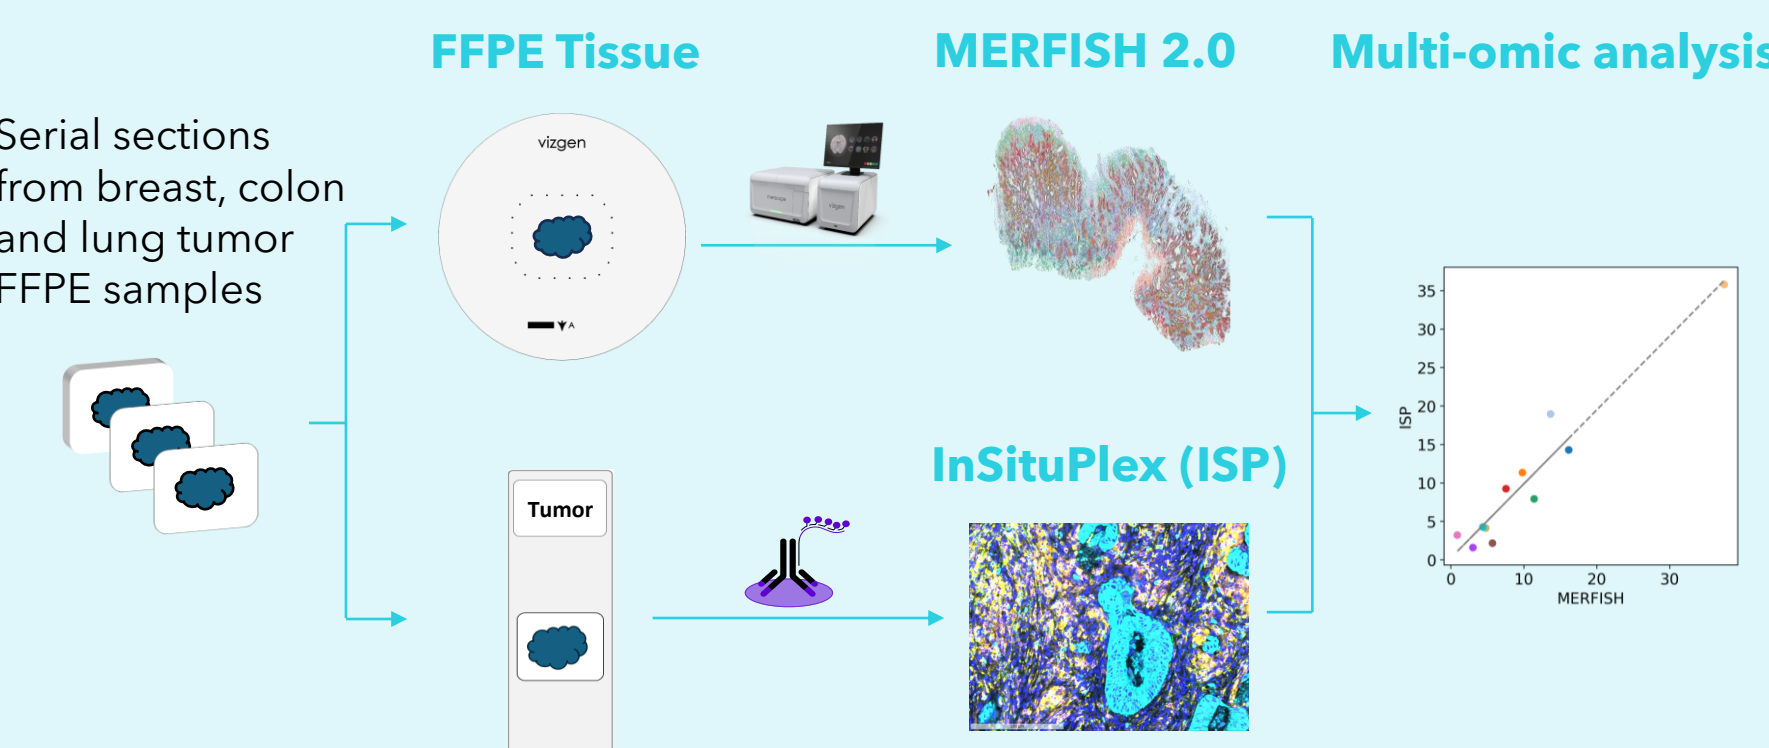 FFPE Tissue
MERFISH 2.0
Multi-omic analysis
Serial sections
from breast, colon
and lung tumor
FFPE samples
vizgen
A
vizgen
Tumor
InSituPlex (ISP)
35
30
25
20
15
10
5
0
ISP
0 10 20 30
MERFISH